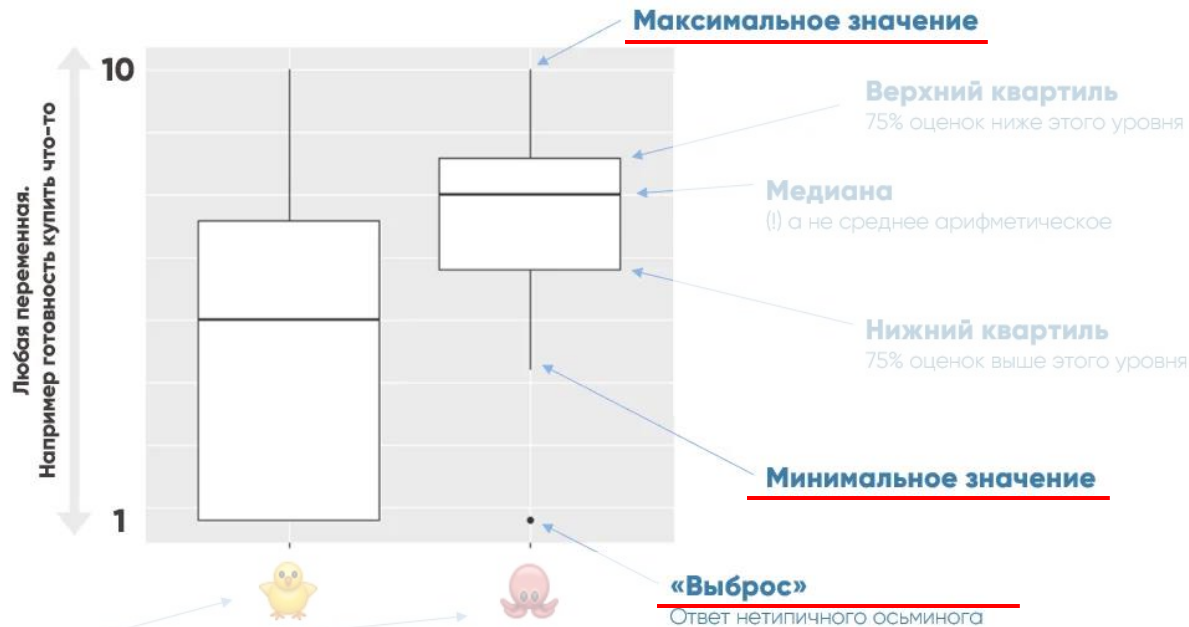 Максимальное значение
10
Верхний квартиль
75% оценок ниже этого уровня
Любая переменная.
Например готовность купить что-то
Медиана
(!) а не среднее арифметическое
Нижний квартиль
75% оценок выше этого уровня
Минимальное значение
1
«Выброс»
Ответ нетипичного осьминога